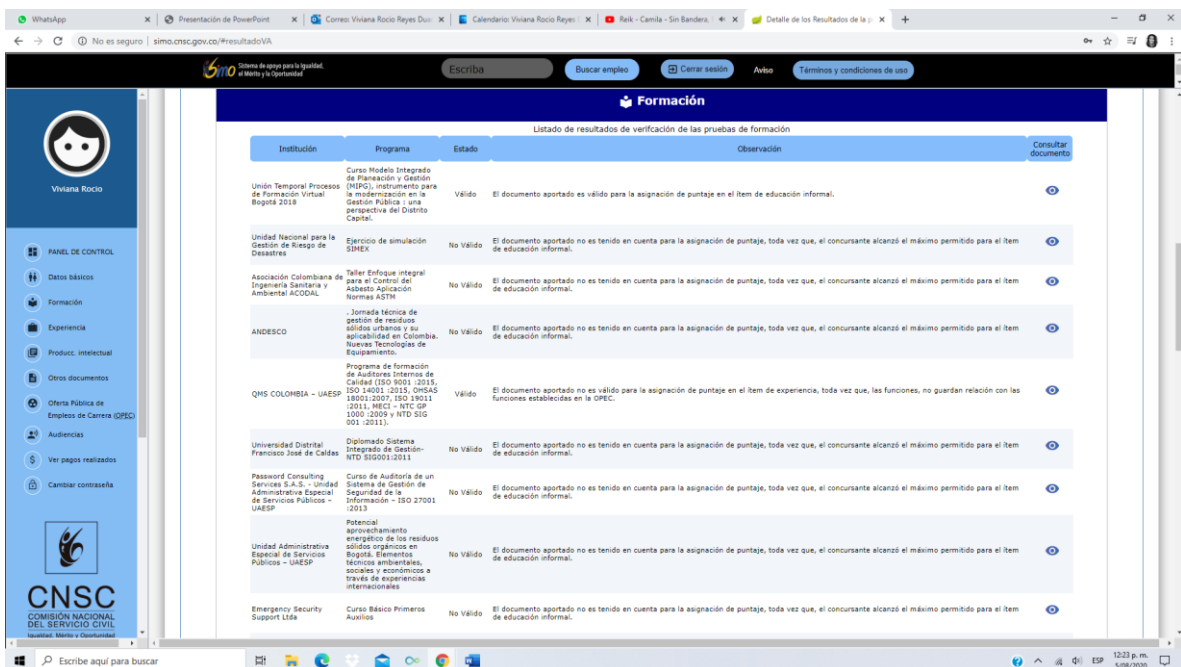 WhatsApp
Presentación de PowerPoint
Correo: Viviana Rocio Reyes Dua
Calendario: Viviana Rocio Reyes
Reik - Camila - Sin Bandera,
Detalle de los Resultados de la p
No es seguro | simo.cnsc.gov.co/#resultadoVA
Simo Sistema de apoyo para la Igualdad,
el Mérito y la Oportunidad
Escriba
Buscar empleo
Cerrar sesión
Aviso
Términos y condiciones de uso
Viviana Rocio
PANEL DE CONTROL
Datos básicos
Formación
Experiencia
Producc. intelectual
Otros documentos
Oferta Pública de
Empleos de Carrera (OPEC)
Audiencias
Ver pagos realizados
Cambiar contraseña
CNSC
COMISIÓN NACIONAL
DEL SERVICIO CIVIL
Igualdad, Mérito y Oportunidad
Formación
Listado de resultados de verifcación de las pruebas de formación
Institución
Programa
Estado
Observación
Consultar
documento
Unión Temporal Procesos
de Formación Virtual
Bogotá 2018
Curso Modelo Integrado
de Planeación y Gestión
(MIPG), instrumento para
la modernización en la
Gestión Pública : una
perspectiva del Distrito
Capital.
Válido
El documento aportado es válido para la asignación de puntaje en el ítem de educación informal.
Unidad Nacional para la
Gestión de Riesgo de
Desastres
Ejercicio de simulación
SIMEX
No Válido
El documento aportado no es tenido en cuenta para la asignación de puntaje, toda vez que, el concursante alcanzó el máximo permitido para el ítem
de educación informal.
Asociación Colombiana de
Ingeniería Sanitaria y
Ambiental ACODAL
Taller Enfoque integral
para el Control del
Asbesto Aplicación
Normas ASTM
No Válido
El documento aportado no es tenido en cuenta para la asignación de puntaje, toda vez que, el concursante alcanzó el máximo permitido para el ítem
de educación informal.
ANDESCO
. Jornada técnica de
gestión de residuos
sólidos urbanos y su
aplicabilidad en Colombia.
Nuevas Tecnologías de
Equipamiento.
No Válido
El documento aportado no es tenido en cuenta para la asignación de puntaje, toda vez que, el concursante alcanzó el máximo permitido para el ítem
de educación informal.
QMS COLOMBIA – UAESP
Programa de formación
de Auditores Internos de
Calidad (ISO 9001 :2015,
ISO 14001 :2015, OHSAS
18001:2007, ISO 19011
:2011, MECI – NTC GP
1000 :2009 y NTD SIG
001 :2011).
Válido
El documento aportado no es válido para la asignación de puntaje en el ítem de experiencia, toda vez que, las funciones, no guardan relación con las
funciones establecidas en la OPEC.
Universidad Distrital
Francisco José de Caldas
Diplomado Sistema
Integrado de Gestión-
NTD SIG001:2011
No Válido
El documento aportado no es tenido en cuenta para la asignación de puntaje, toda vez que, el concursante alcanzó el máximo permitido para el ítem
de educación informal.
Password Consulting
Services S.A.S. - Unidad
Administrativa Especial
de Servicios Públicos –
UAESP
Curso de Auditoría de un
Sistema de Gestión de
Seguridad de la
Información – ISO 27001
:2013
No Válido
El documento aportado no es tenido en cuenta para la asignación de puntaje, toda vez que, el concursante alcanzó el máximo permitido para el ítem
de educación informal.
Unidad Administrativa
Especial de Servicios
Públicos – UAESP
Potencial
aprovechamiento
energético de los residuos
sólidos orgánicos en
Bogotá. Elementos
técnicos ambientales,
sociales y económicos a
través de experiencias
internacionales
No Válido
El documento aportado no es tenido en cuenta para la asignación de puntaje, toda vez que, el concursante alcanzó el máximo permitido para el ítem
de educación informal.
Emergency Security
Support Ltda
Curso Básico Primeros
Auxilios
No Válido
El documento aportado no es tenido en cuenta para la asignación de puntaje, toda vez que, el concursante alcanzó el máximo permitido para el ítem
de educación informal.
Escribe aquí para buscar
ESP
12:23 p. m.
5/08/2020